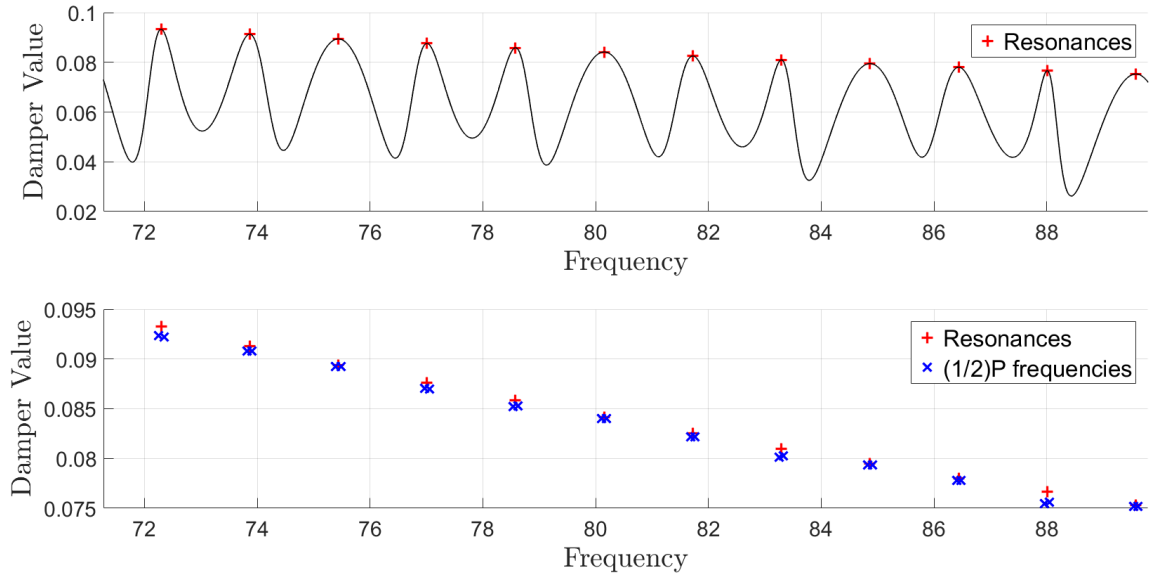 0.1
0.08
0.06
0.04
0.02
Damper Value
Resonances
72 74 76 78 80 82 84 86 88
Frequency
0.095
0.09
0.085
0.08
0.075
Damper Value
Resonances
(1/2)P frequencies
72 74 76 78 80 82 84 86 88
Frequency